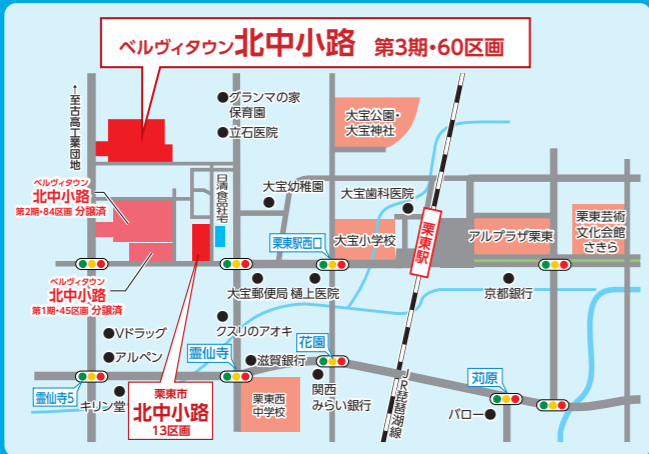 ベルヴィタウン北中小路 第3期・60区画
↑至古高工業団地
グランマの家
保育園
立石医院
大宝公園・
大宝神社
ベルヴィタウン
北中小路
第2期・84区画 分譲済
日清食品社宅
大宝幼稚園
大宝歯科医院
栗東駅西口
大宝小学校
栗東駅
アルプラザ栗東
栗東芸術
文化会館
さきら
ベルヴィタウン
北中小路
第1期・45区画 分譲済
大宝郵便局
樋上医院
京都銀行
Vドラッグ
アルペン
クスリのアオキ
霊仙寺
滋賀銀行
花園
霊仙寺5
キリン堂
栗東市
北中小路
13区画
栗東西
中学校
関西
みらい銀行
JR琵琶湖線
苅原
バロー